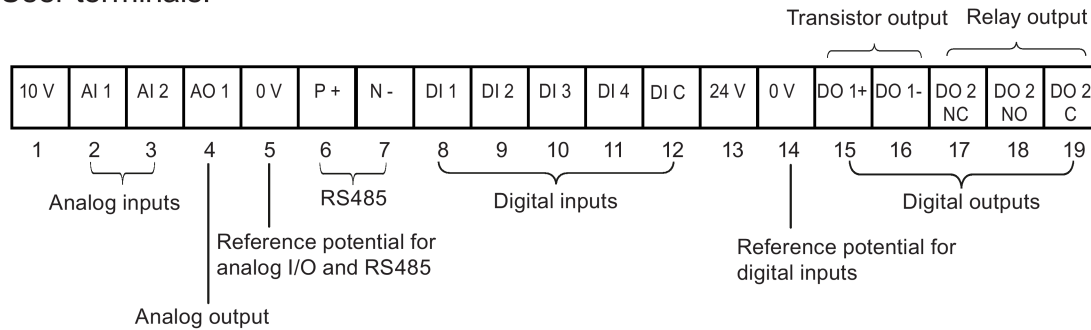 User terminals:
Transistor output Relay output
10 V AI 1 AI 2 AO 1 0 V P + N - DI 1 DI 2 DI 3 DI 4 DI C 24 V 0 V DO 1+ DO 1- DO 2 NC DO 2 NO DO 2 C
1 2 3 4 5 6 7 8 9 10 11 12 13 14 15 16 17 18 19
Analog inputs
RS485
Digital inputs
Digital outputs
Reference potential for
analog I/O and RS485
Reference potential for
digital inputs
Analog output